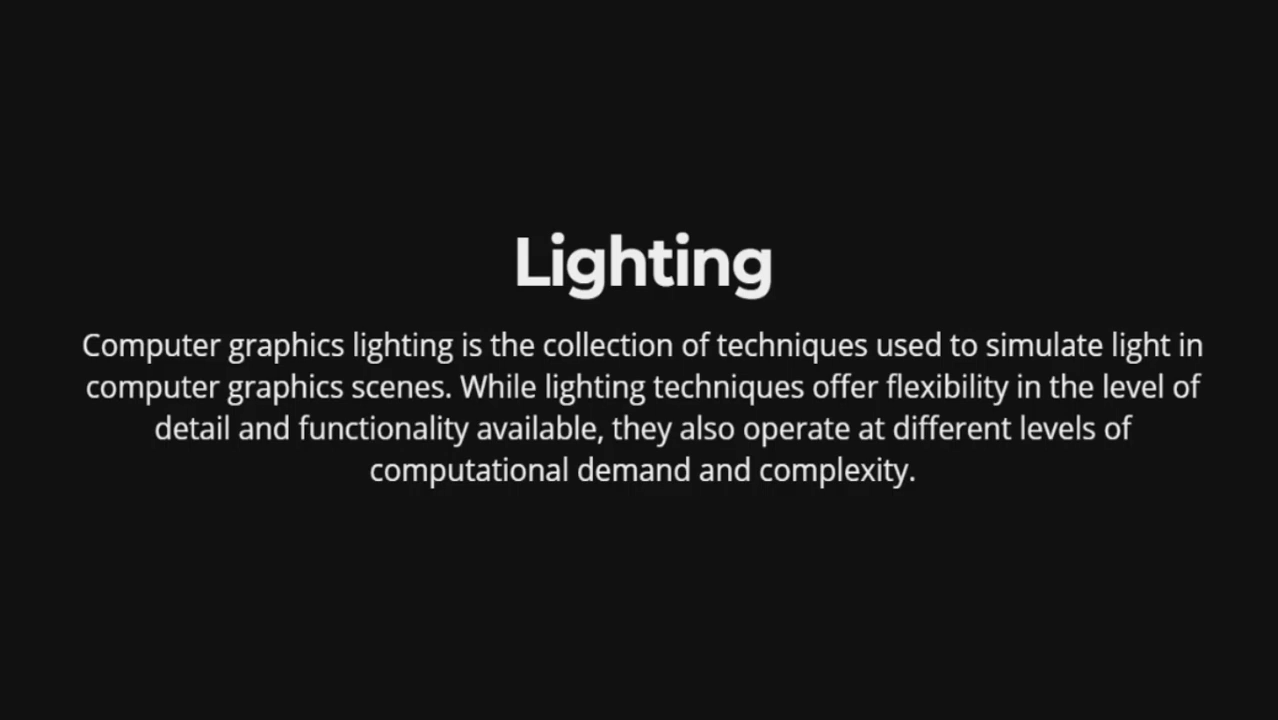 Lighting
Computer graphics lighting is the collection of techniques used to simulate light in
computer graphics scenes. While lighting techniques offer flexibility in the level of
detail and functionality available, they also operate at different levels of
computational demand and complexity.